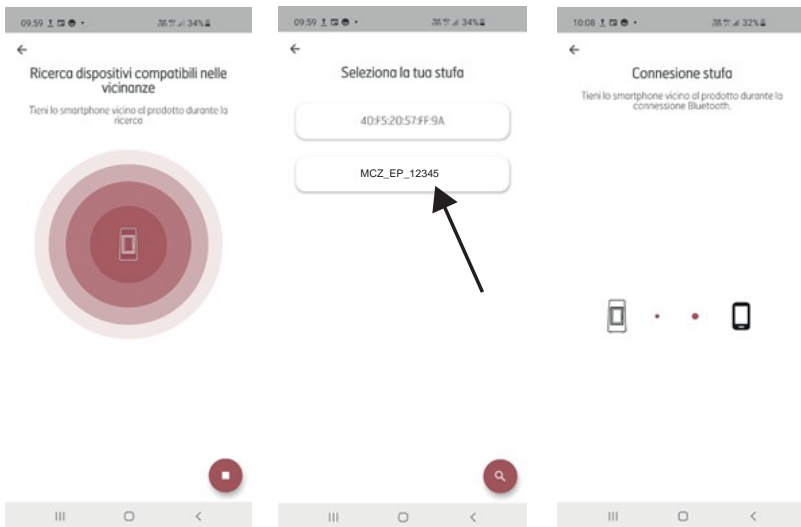 09:59
34%
Ricerca dispositivi compatibili nelle
vicinanze
Tieni lo smartphone vicino al prodotto durante la
ricerca
09:59
34%
Seleziona la tua stufa
4D:F5:20:57:FF:9A
MCZ_EP_12345
10:08
32%
Connesione stufa
Tieni lo smartphone vicino al prodotto durante la
connessione Bluetooth.